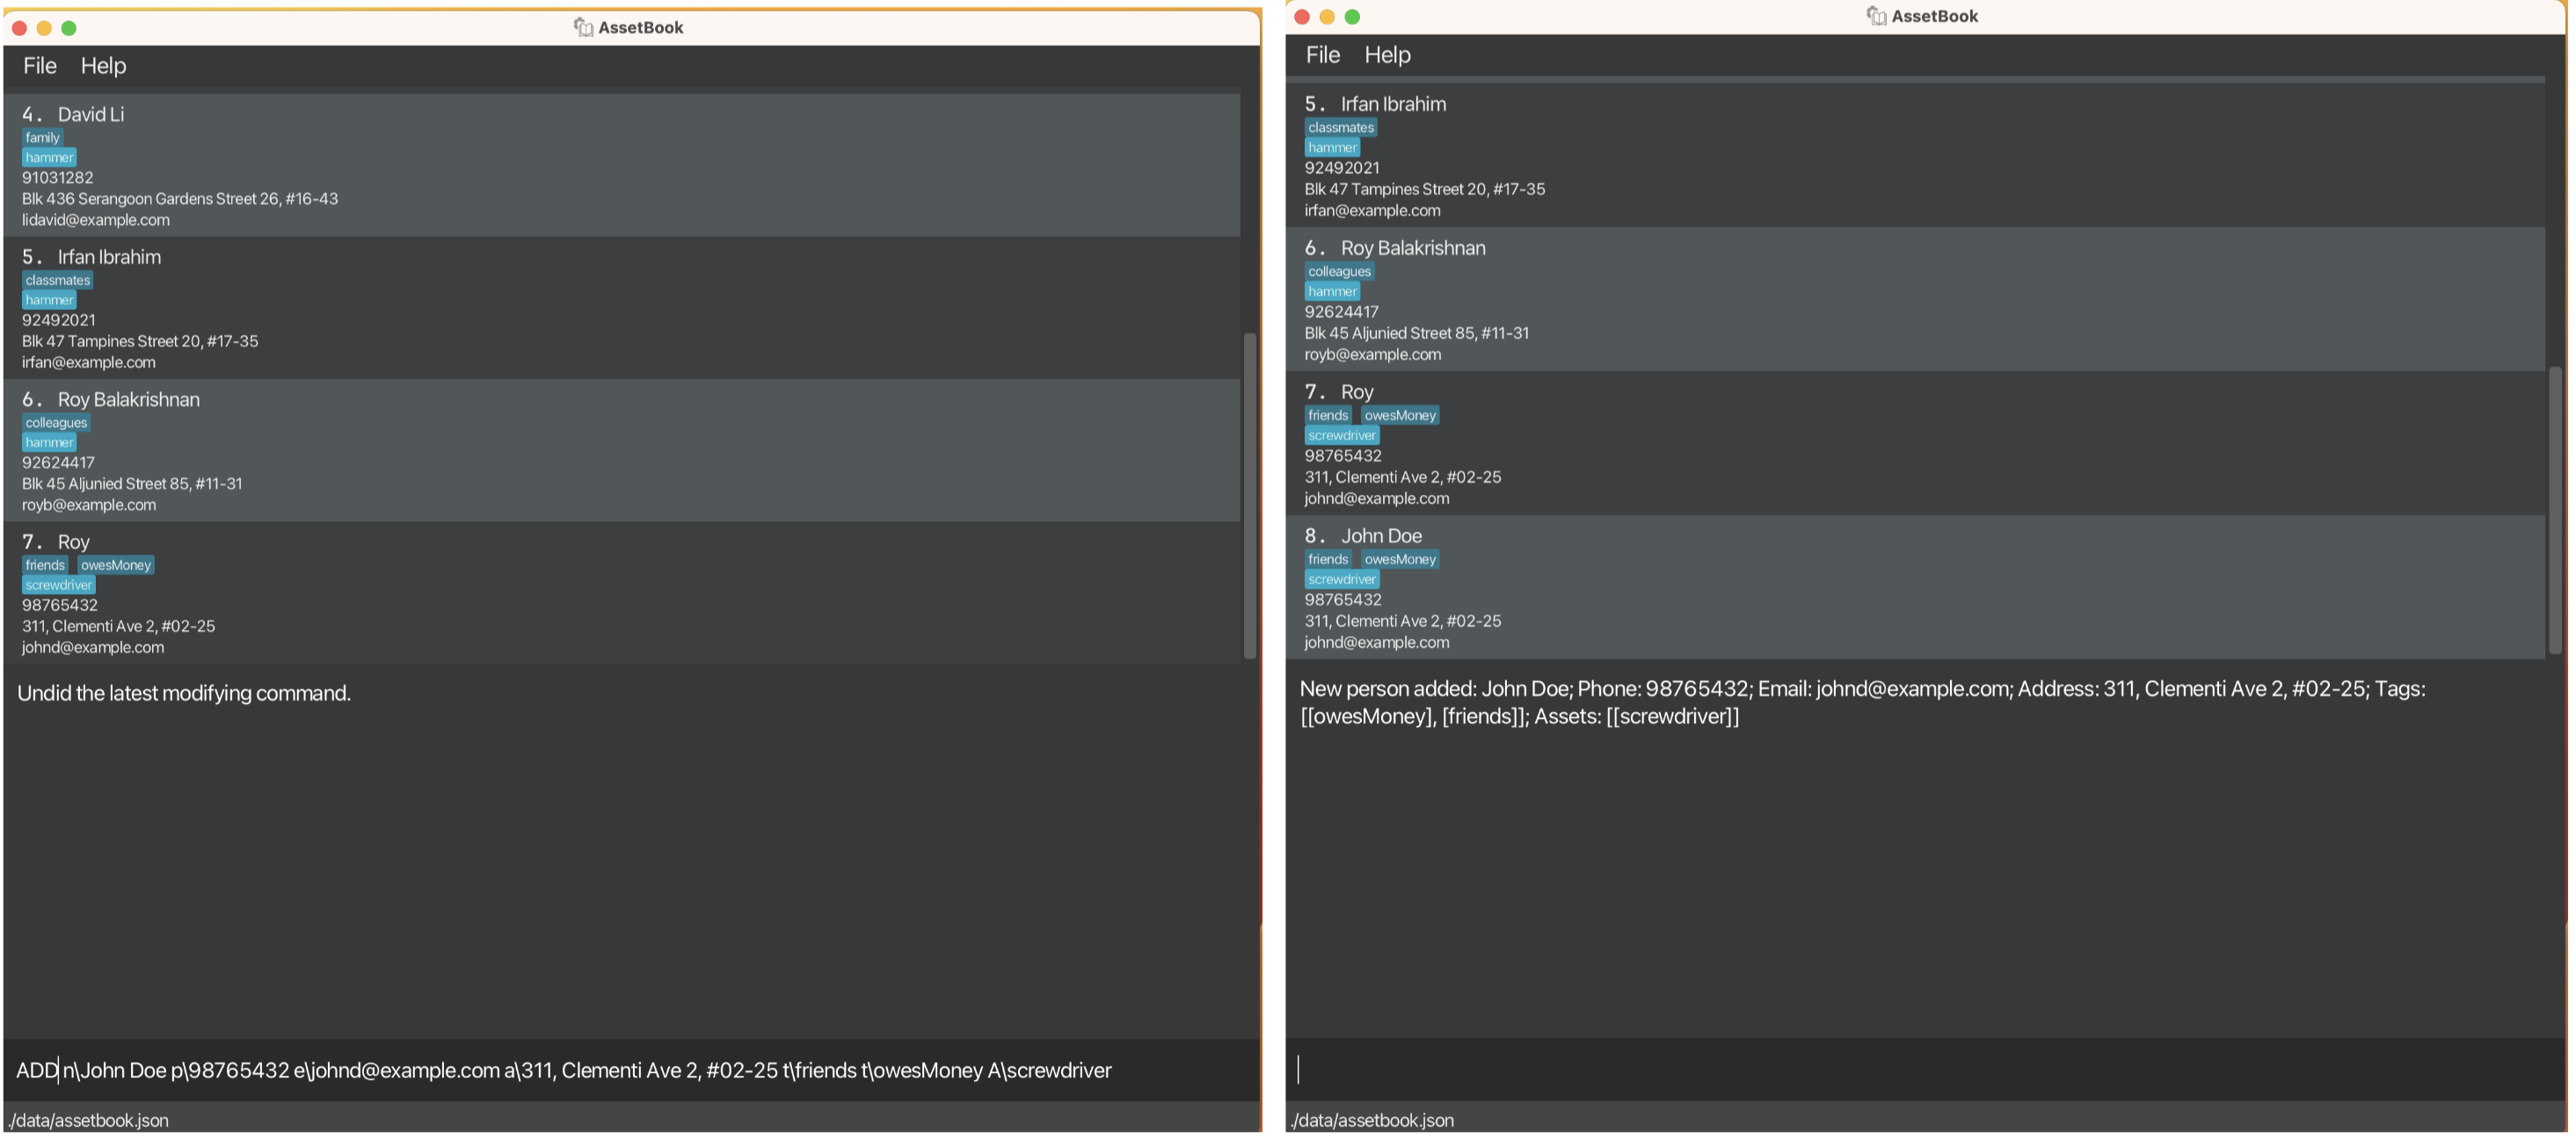 AssetBook
File Help
4. David Li
family
hammer
91031282
Blk 436 Serangoon Gardens Street 26, #16-43
lidavid@example.com
5. Irfan Ibrahim
classmates
hammer
92492021
Blk 47 Tampines Street 20, #17-35
irfan@example.com
6. Roy Balakrishnan
colleagues
hammer
92624417
Blk 45 Aljunied Street 85, #11-31
royb@example.com
7. Roy
friends owesMoney
screwdriver
98765432
311, Clementi Ave 2, #02-25
johnd@example.com
Undid the latest modifying command.
ADD n\John Doe p\98765432 e\johnd@example.com a\311, Clementi Ave 2, #02-25 t\friends t\owesMoney A\screwdriver
./data/assetbook.json
AssetBook
File Help
5. Irfan Ibrahim
classmates
hammer
92492021
Blk 47 Tampines Street 20, #17-35
irfan@example.com
6. Roy Balakrishnan
colleagues
hammer
92624417
Blk 45 Aljunied Street 85, #11-31
royb@example.com
7. Roy
friends owesMoney
screwdriver
98765432
311, Clementi Ave 2, #02-25
johnd@example.com
8. John Doe
friends owesMoney
screwdriver
98765432
311, Clementi Ave 2, #02-25
johnd@example.com
New person added: John Doe; Phone: 98765432; Email: johnd@example.com; Address: 311, Clementi Ave 2, #02-25; Tags:
[[owesMoney], [friends]]; Assets: [[screwdriver]]
./data/assetbook.json